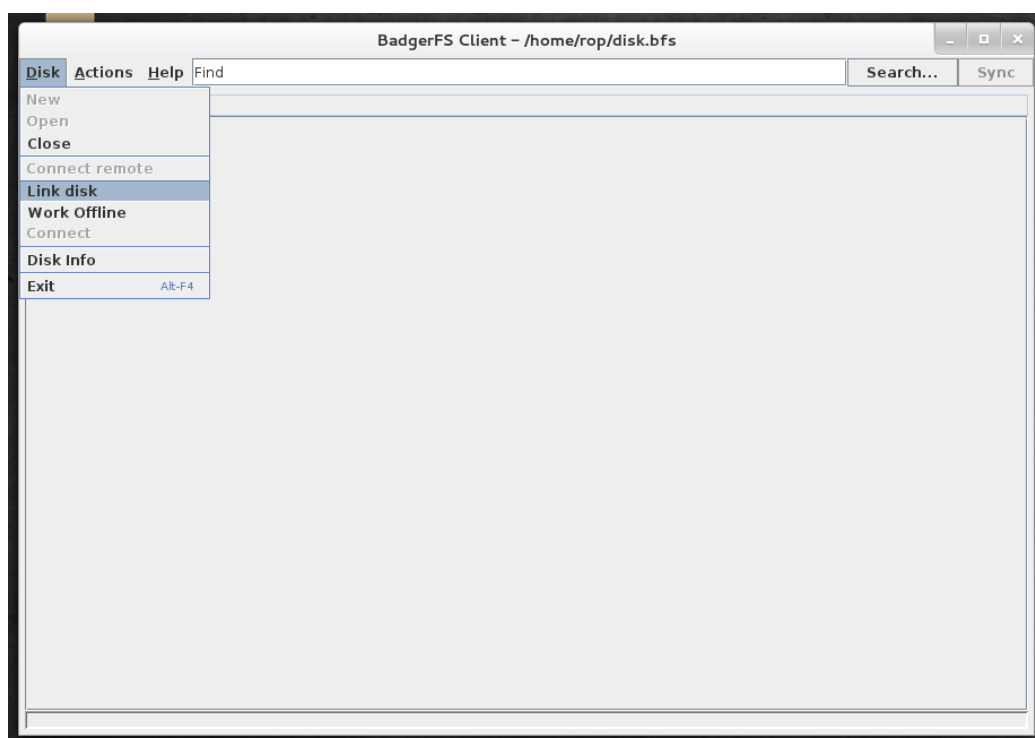 BadgerFS Client – /home/rop/disk.bfs
Disk Actions Help Find Search... Sync
New
Open
Close
Connect remote
Link disk
Work Offline
Connect
Disk Info
Exit Alt-F4